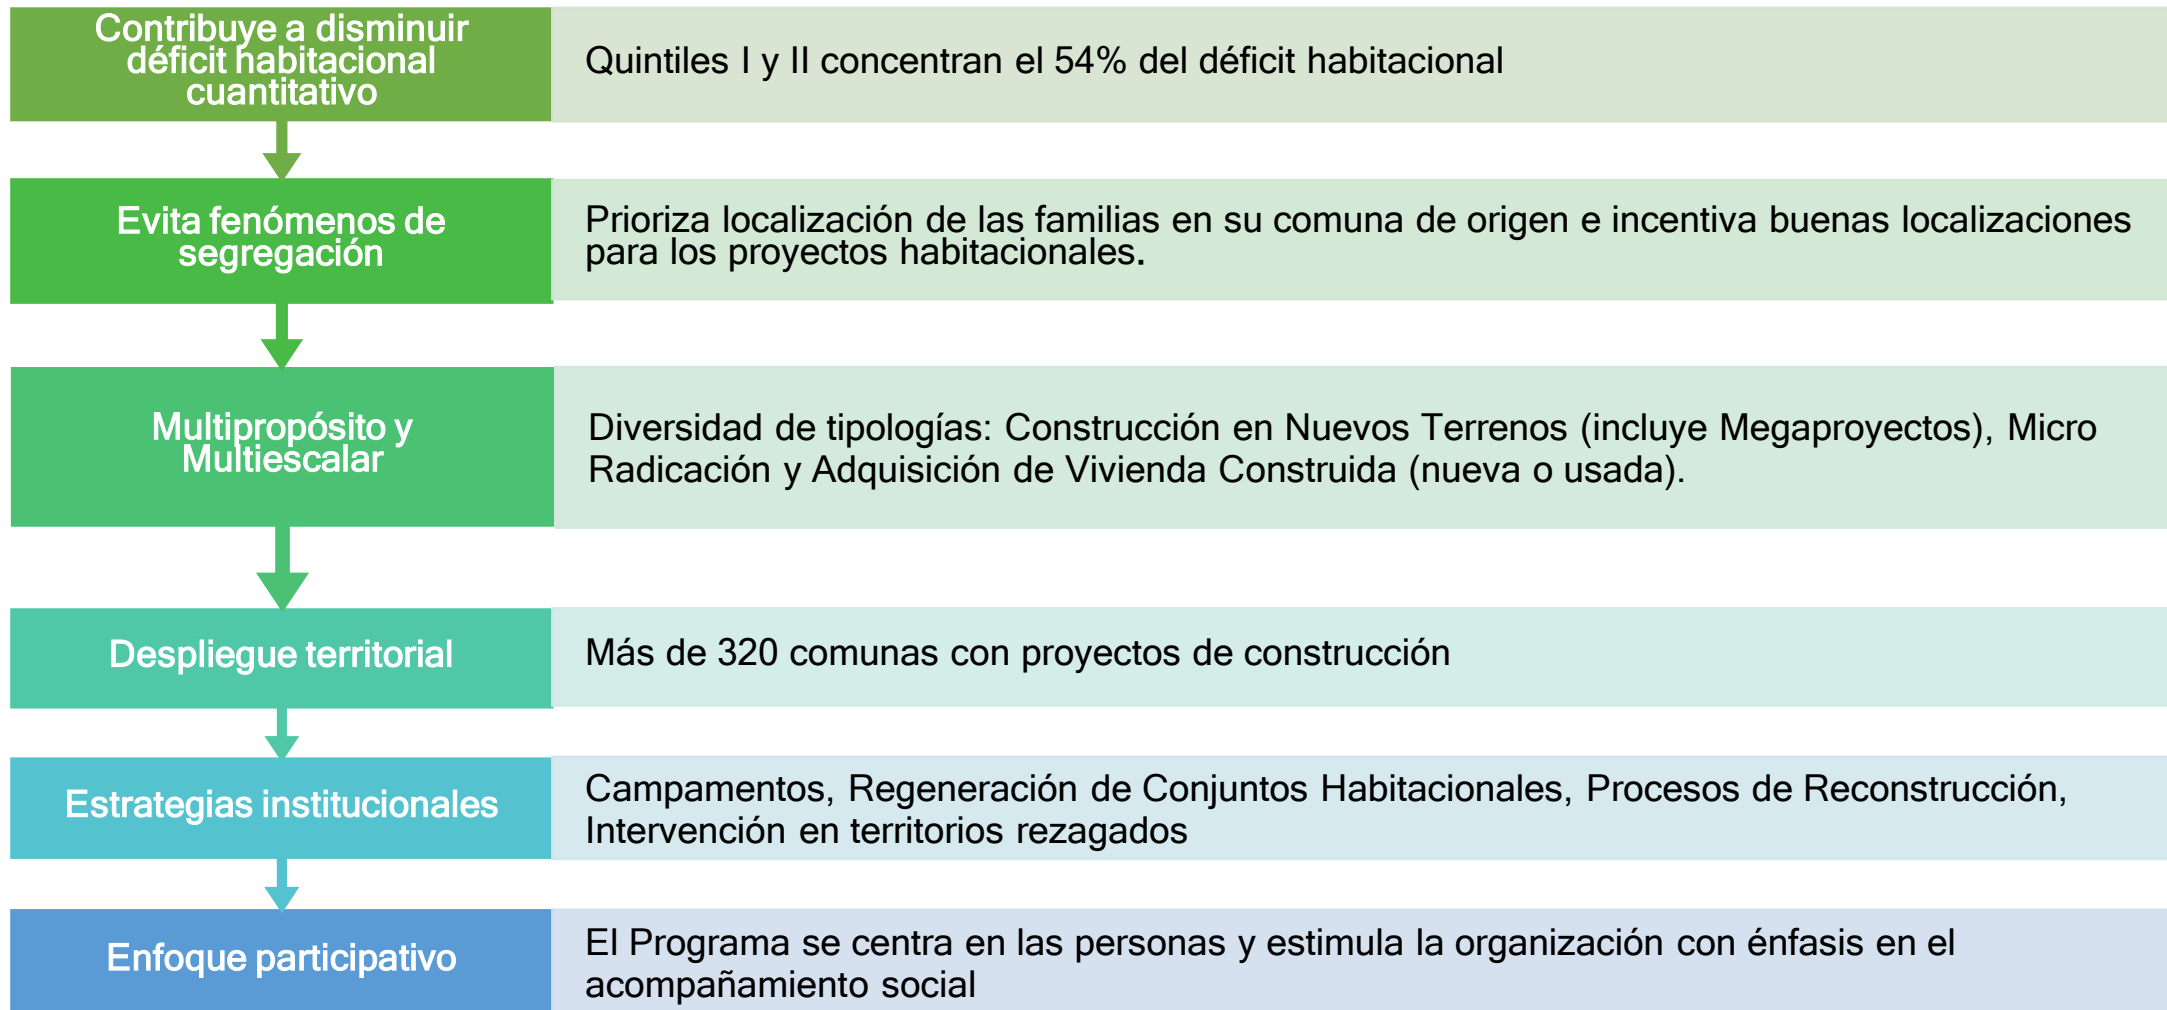 Contribuye a disminuir
déficit habitacional
cuantitativo
Quintiles I y II concentran el 54% del déficit habitacional
Evita fenómenos de
segregación
Prioriza localización de las familias en su comuna de origen e incentiva buenas localizaciones
para los proyectos habitacionales.
Multipropósito y
Multiescalar
Diversidad de tipologías: Construcción en Nuevos Terrenos (incluye Megaproyectos), Micro
Radicación y Adquisición de Vivienda Construida (nueva o usada).
Despliegue territorial
Más de 320 comunas con proyectos de construcción
Estrategias institucionales
Campamentos, Regeneración de Conjuntos Habitacionales, Procesos de Reconstrucción,
Intervención en territorios rezagados
Enfoque participativo
El Programa se centra en las personas y estimula la organización con énfasis en el
acompañamiento social